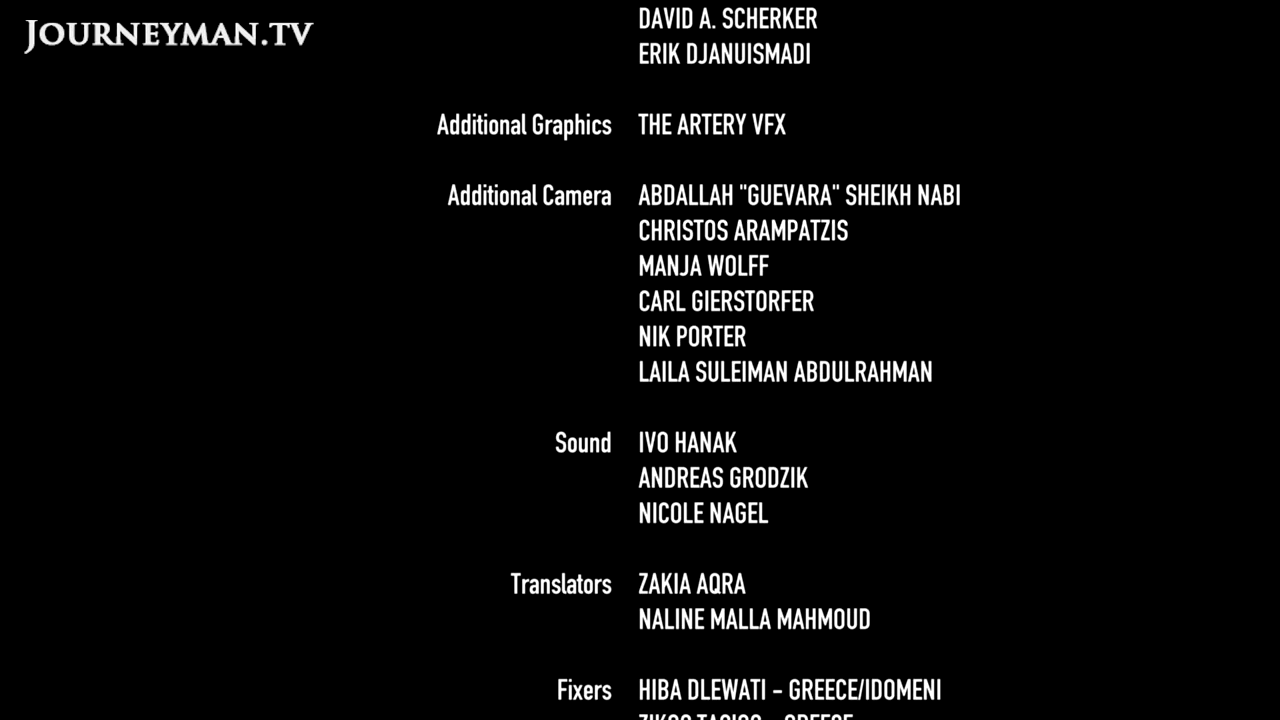 JOURNEYMAN.TV
DAVID A. SCHERKER
ERIK DJANUISMADI
Additional Graphics THE ARTERY VFX
Additional Camera ABDALLAH "GUEVARA" SHEIKH NABI
CHRISTOS ARAMPATZIS
MANJA WOLFF
CARL GIERSTORFER
NIK PORTER
LAILA SULEIMAN ABDULRAHMAN
Sound IVO HANAK
ANDREAS GRODZIK
NICOLE NAGEL
Translators ZAKIA AQRA
NALINE MALLA MAHMOUD
Fixers HIBA DLEWATI - GREECE/IDOMENI